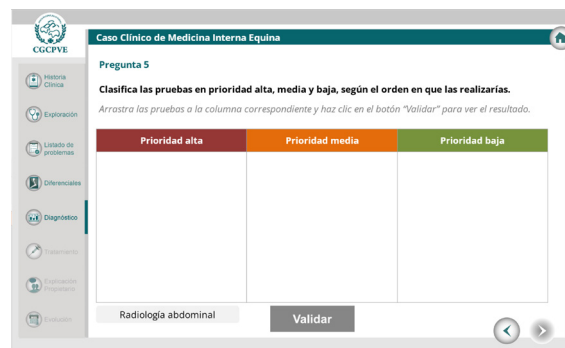 CGCPVE
Caso Clínico de Medicina Interna Equina
Pregunta 5
Clasifica las pruebas en prioridad alta, media y baja, según el orden en que las realizarías.
Arrastra las pruebas a la columna correspondiente y haz clic en el botón "Validar" para ver el resultado.
Historia
Clínica
Exploración
Listado de
problemas
Diferenciales
Diagnóstico
Tratamiento
Explicación
Propietario
Evaluación
Prioridad alta
Prioridad media
Prioridad baja
Radiología abdominal
Validar